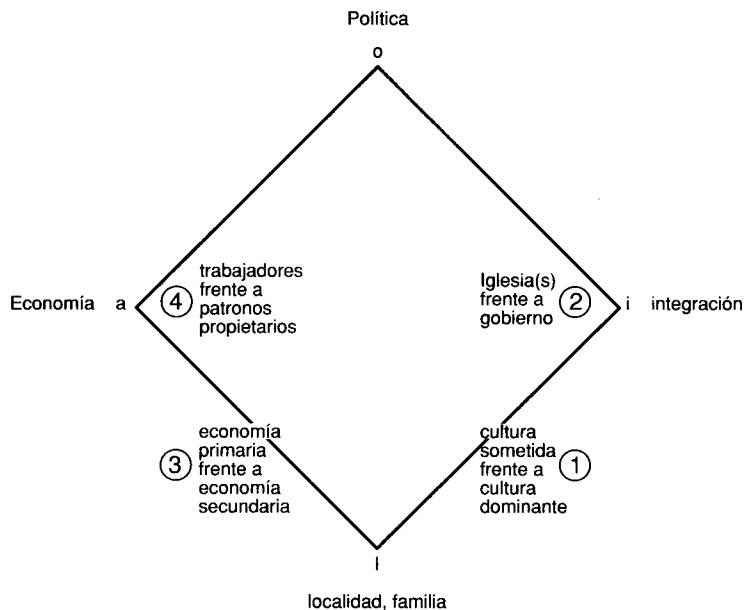 Política
o
trabajadores
frente a
patronos
propietarios
4
Iglesia(s)
frente a
gobierno
2
Economía a
i integración
economía
primaria
frente a
economía
secundaria
3
cultura
sometida
frente a
cultura
dominante
1
l
localidad, familia